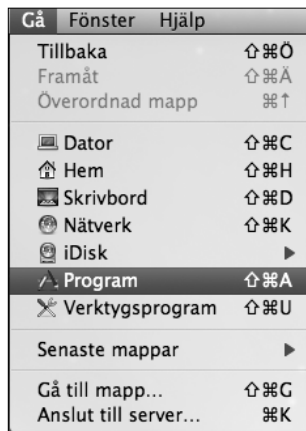 Gå Fönster Hjälp
Tillbaka ⇧⌘Ö
Framåt ⇧⌘Ä
Överordnad mapp ⌘↑
Dator ⇧⌘C
Hem ⇧⌘H
Skrivbord ⇧⌘D
Nätverk ⇧⌘K
iDisk ▶
Program ⇧⌘A
Verktygsprogram ⇧⌘U
Senaste mappar ▶
Gå till mapp... ⇧⌘G
Anslut till server... ⌘K